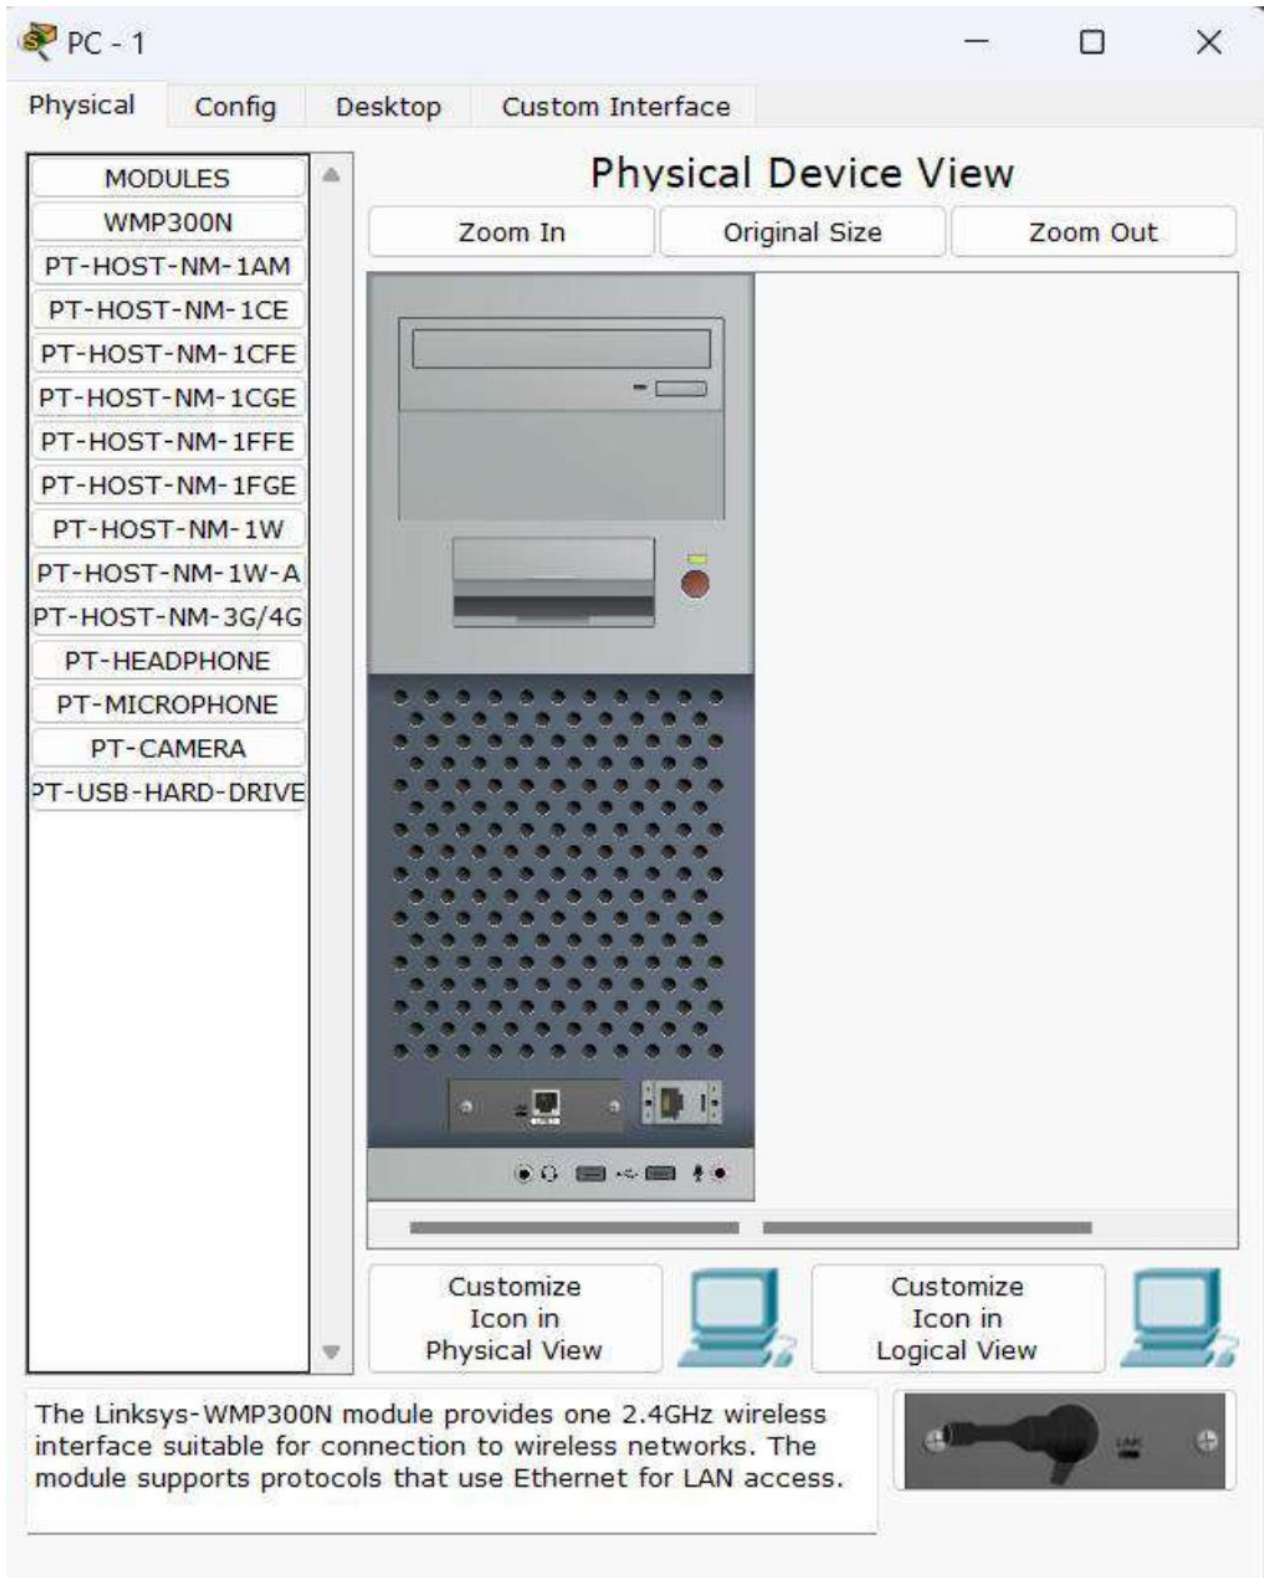 PC - 1
Physical
Config
Desktop
Custom Interface
MODULES
WMP300N
PT-HOST-NM-1AM
PT-HOST-NM-1CE
PT-HOST-NM-1CFE
PT-HOST-NM-1CGE
PT-HOST-NM-1FFE
PT-HOST-NM-1FGE
PT-HOST-NM-1W
PT-HOST-NM-1W-A
PT-HOST-NM-3G/4G
PT-HEADPHONE
PT-MICROPHONE
PT-CAMERA
PT-USB-HARD-DRIVE
Physical Device View
Zoom In
Original Size
Zoom Out
Customize
Icon in
Physical View
Customize
Icon in
Logical View
The Linksys-WMP300N module provides one 2.4GHz wireless
interface suitable for connection to wireless networks. The
module supports protocols that use Ethernet for LAN access.